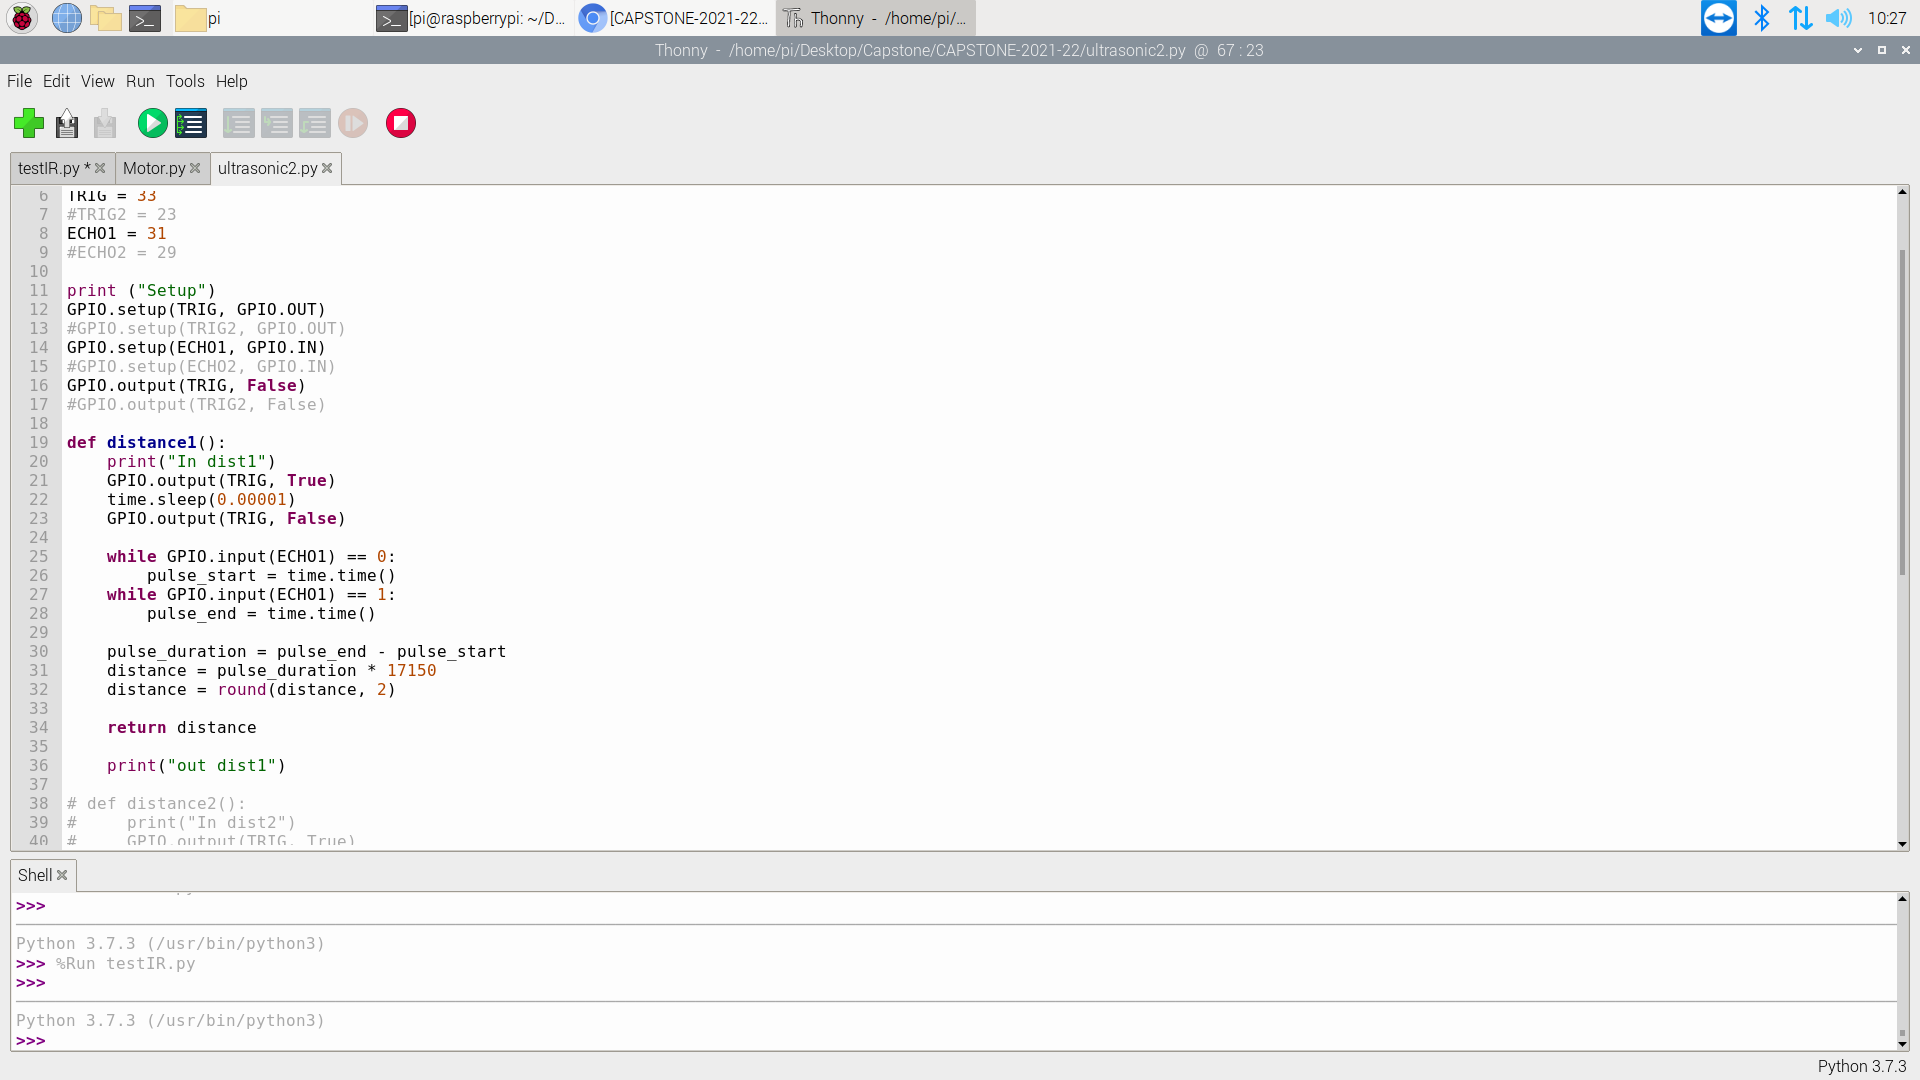 pi
[pi@raspberrypi: ~/D...
[CAPSTONE-2021-22...
Thonny - /home/pi/...
10:27
Thonny - /home/pi/Desktop/Capstone/CAPSTONE-2021-22/ultrasonic2.py @ 67 : 23
File Edit View Run Tools Help
testIR.py *
Motor.py
ultrasonic2.py
6 TRIG = 33
7 #TRIG2 = 23
8 ECHO1 = 31
9 #ECHO2 = 29
10
11 print ("Setup")
12 GPIO.setup(TRIG, GPIO.OUT)
13 #GPIO.setup(TRIG2, GPIO.OUT)
14 GPIO.setup(ECHO1, GPIO.IN)
15 #GPIO.setup(ECHO2, GPIO.IN)
16 GPIO.output(TRIG, False)
17 #GPIO.output(TRIG2, False)
18
19 def distance1():
20     print("In dist1")
21     GPIO.output(TRIG, True)
22     time.sleep(0.00001)
23     GPIO.output(TRIG, False)
24
25     while GPIO.input(ECHO1) == 0:
26         pulse_start = time.time()
27     while GPIO.input(ECHO1) == 1:
28         pulse_end = time.time()
29
30     pulse_duration = pulse_end - pulse_start
31     distance = pulse_duration * 17150
32     distance = round(distance, 2)
33
34     return distance
35
36     print("out dist1")
37
38 # def distance2():
39 #     print("In dist2")
40 #     GPIO.output(TRIG, True)
Shell
>>>
Python 3.7.3 (/usr/bin/python3)
>>> %Run testIR.py
>>>
Python 3.7.3 (/usr/bin/python3)
>>>
Python 3.7.3